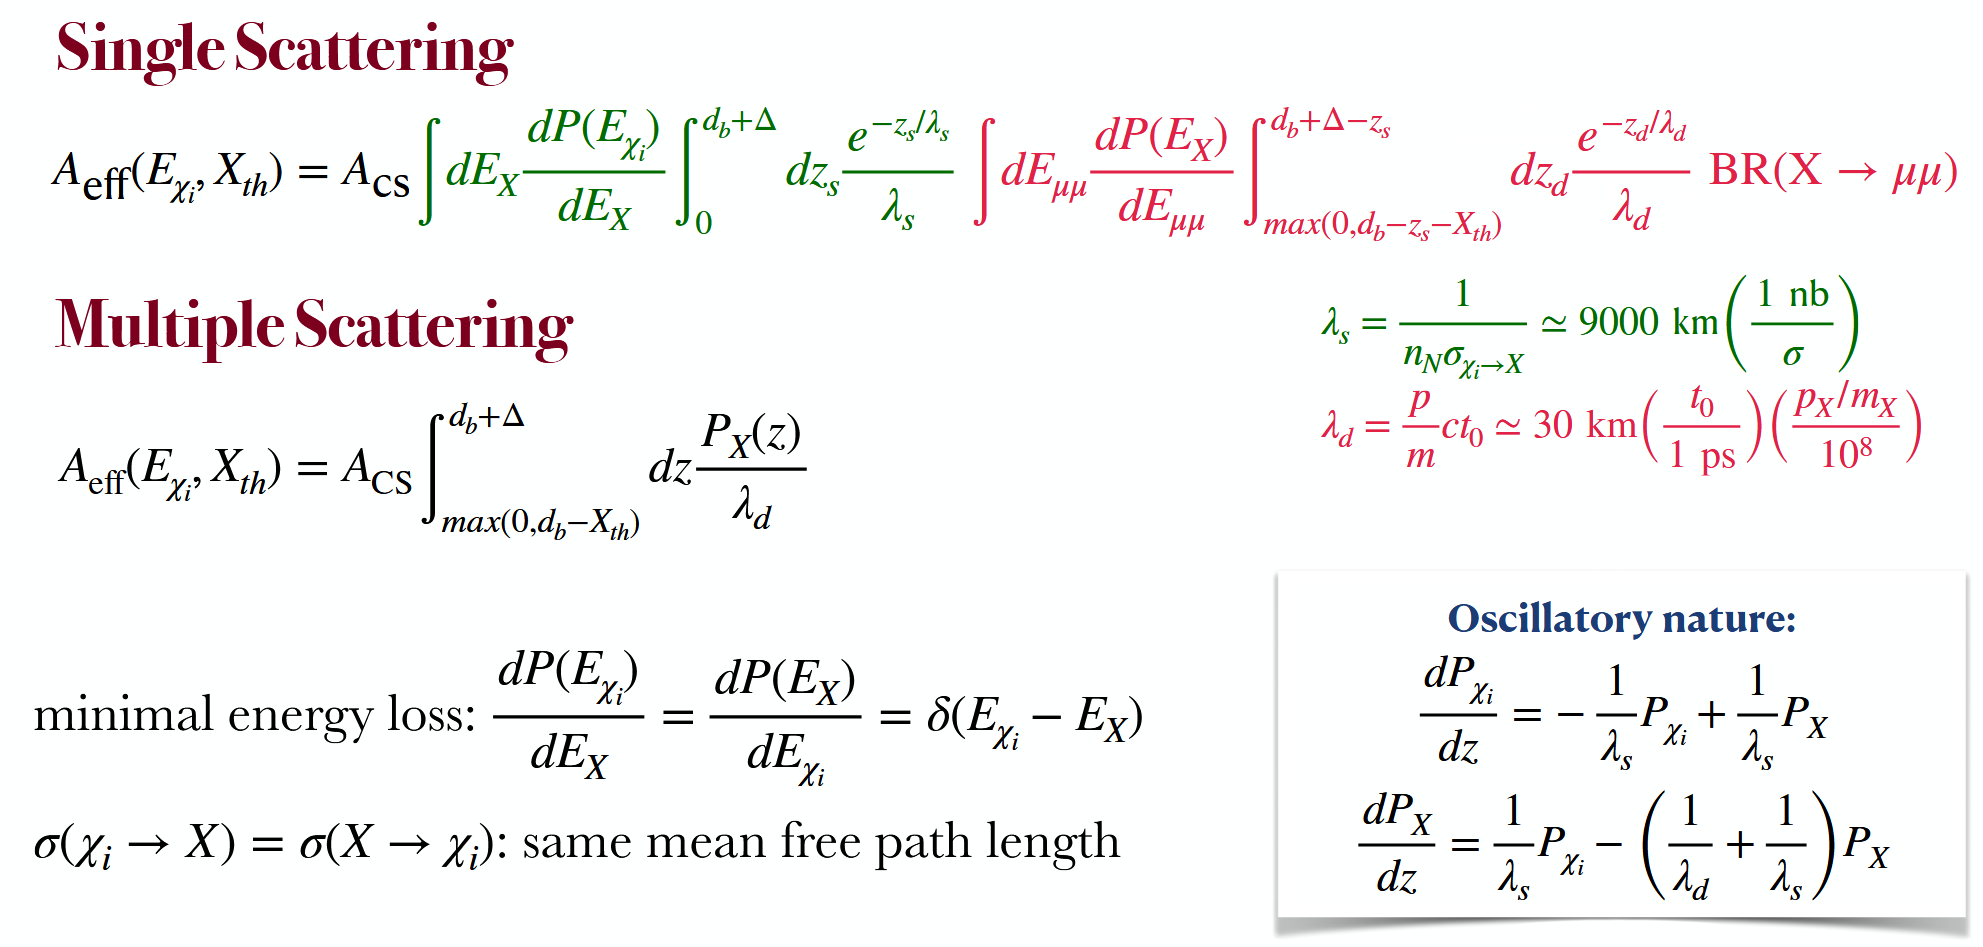 Single Scattering
A_eff(E_χi, X_th) = A_CS ∫ dE_X dP(E_χi)/dE_X ∫_0^{d_b+Δ} dz_s e^{−z_s/λ_s}/λ_s ∫ dE_μμ dP(E_X)/dE_μμ ∫_{max(0,d_b−z_s−X_th)}^{d_b+Δ−z_s} dz_d e^{−z_d/λ_d}/λ_d BR(X → μμ)
λ_s = 1/(n_N σ_{χi→X}) ≃ 9000 km (1 nb/σ)
λ_d = p/m ct_0 ≃ 30 km (t_0/1 ps) (p_X/m_X/10^8)
Multiple Scattering
A_eff(E_χi, X_th) = A_CS ∫_{max(0,d_b−X_th)}^{d_b+Δ} dz P_X(z)/λ_d
minimal energy loss: dP(E_χi)/dE_X = dP(E_X)/dE_χi = δ(E_χi − E_X)
σ(χ_i → X) = σ(X → χ_i): same mean free path length
Oscillatory nature:
dP_χi/dz = − 1/λ_s P_χi + 1/λ_s P_X
dP_X/dz = 1/λ_s P_χi − (1/λ_d + 1/λ_s) P_X